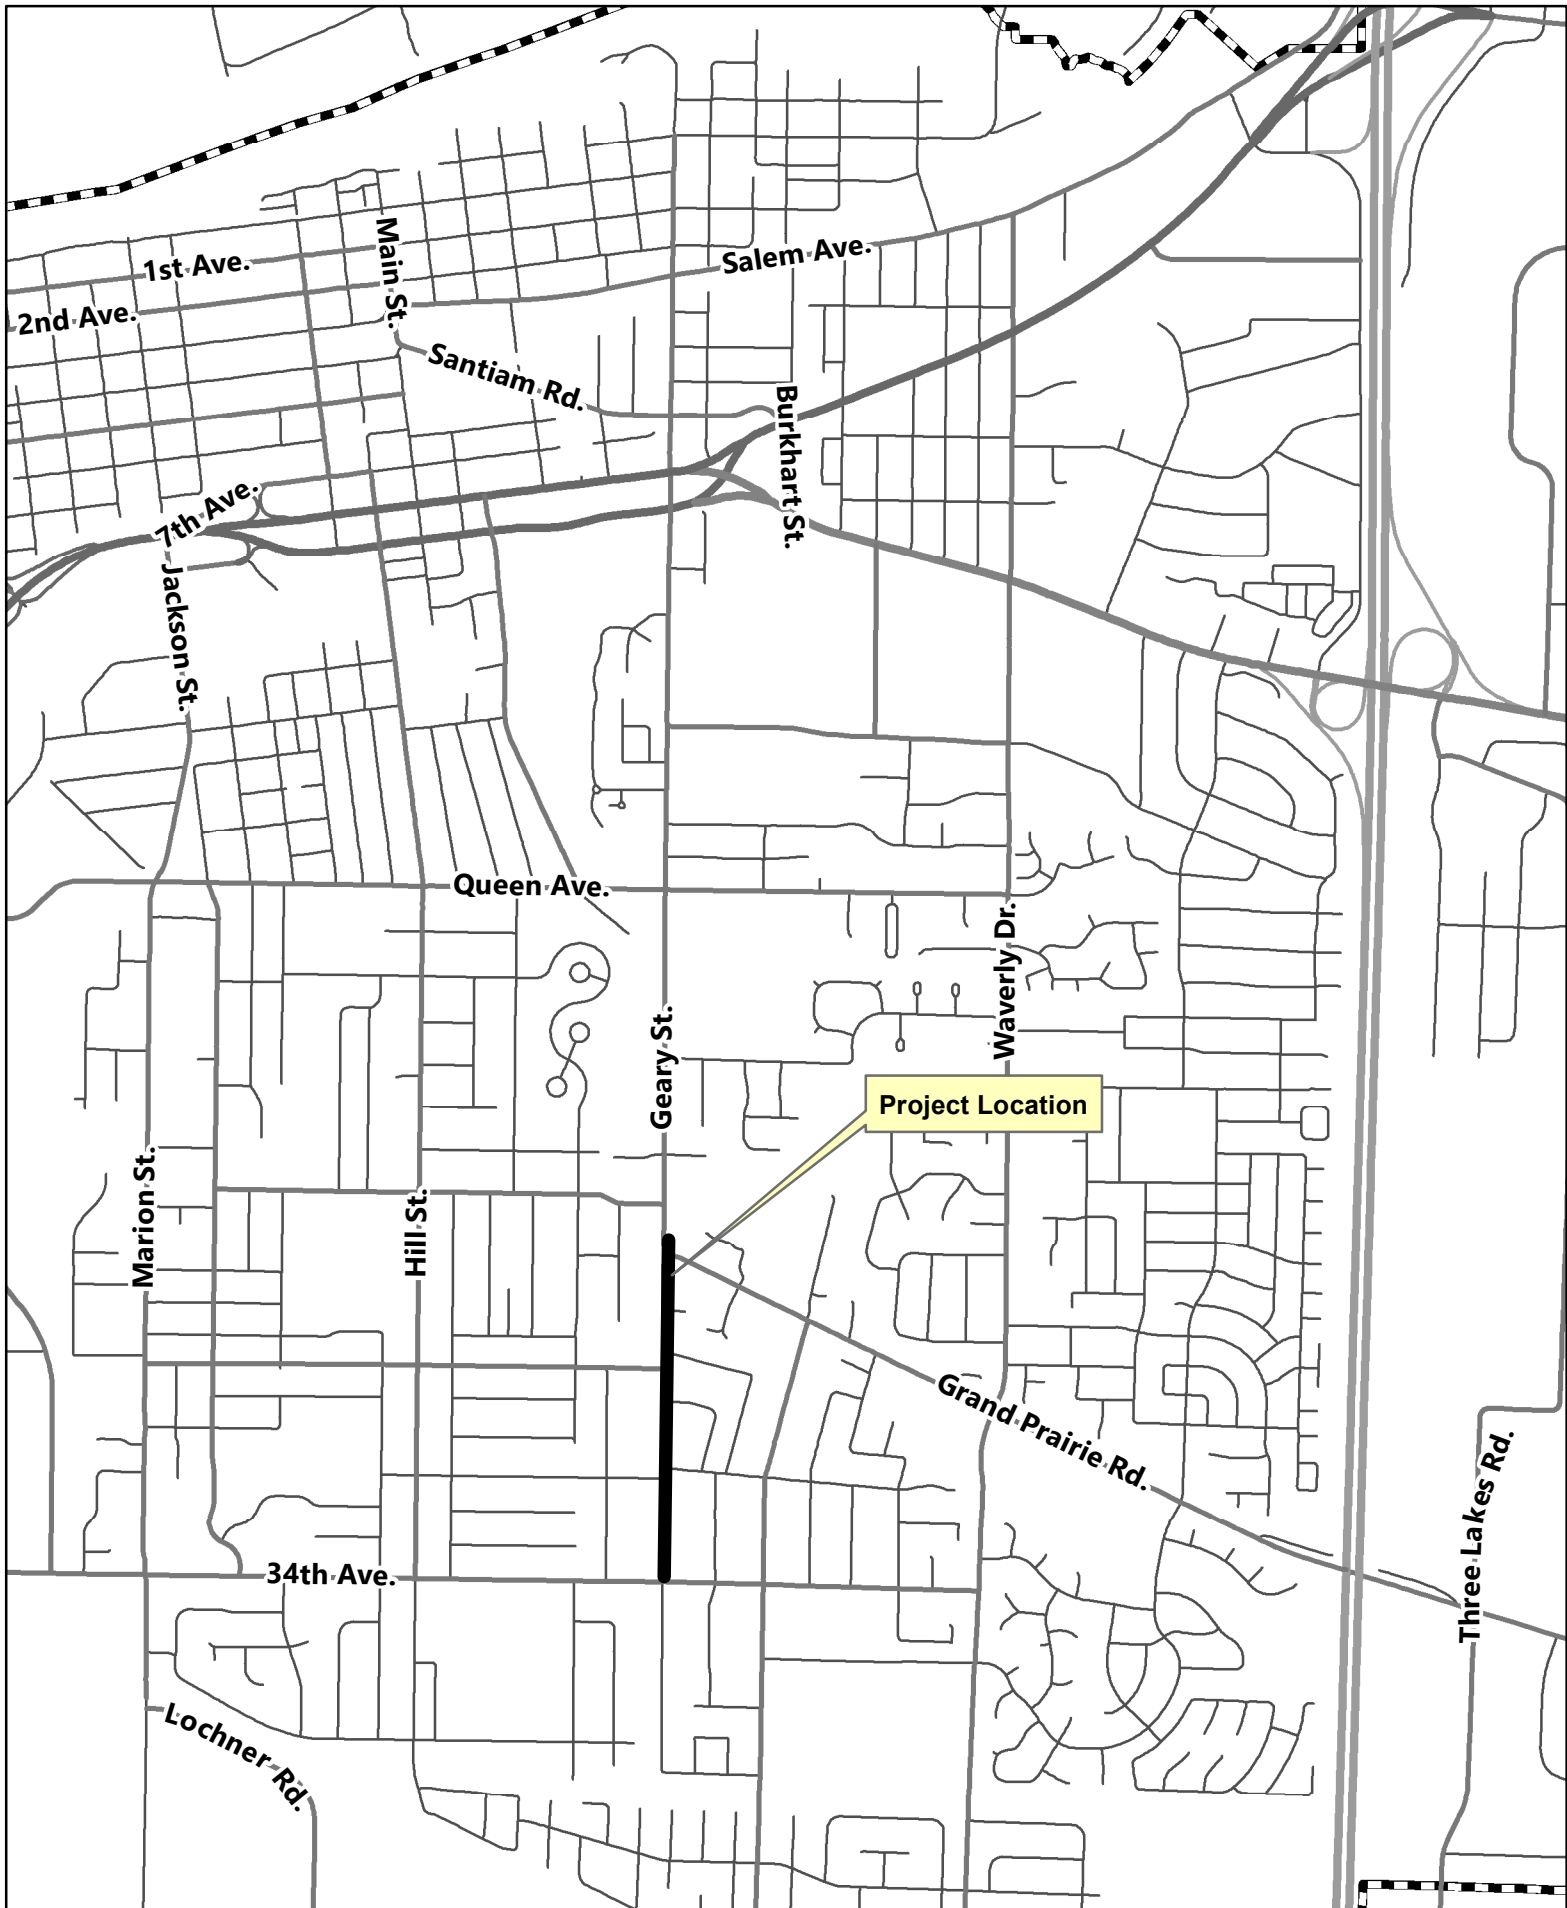 Main St.
1st Ave.
Salem Ave.
2nd Ave.
Santiam Rd.
Burkhart St.
7th Ave.
Jackson St.
Queen Ave.
Waverly Dr.
Geary St.
Project Location
Marion St.
Hill St.
Grand Prairie Rd.
Three Lakes Rd.
34th Ave.
Lochner Rd.